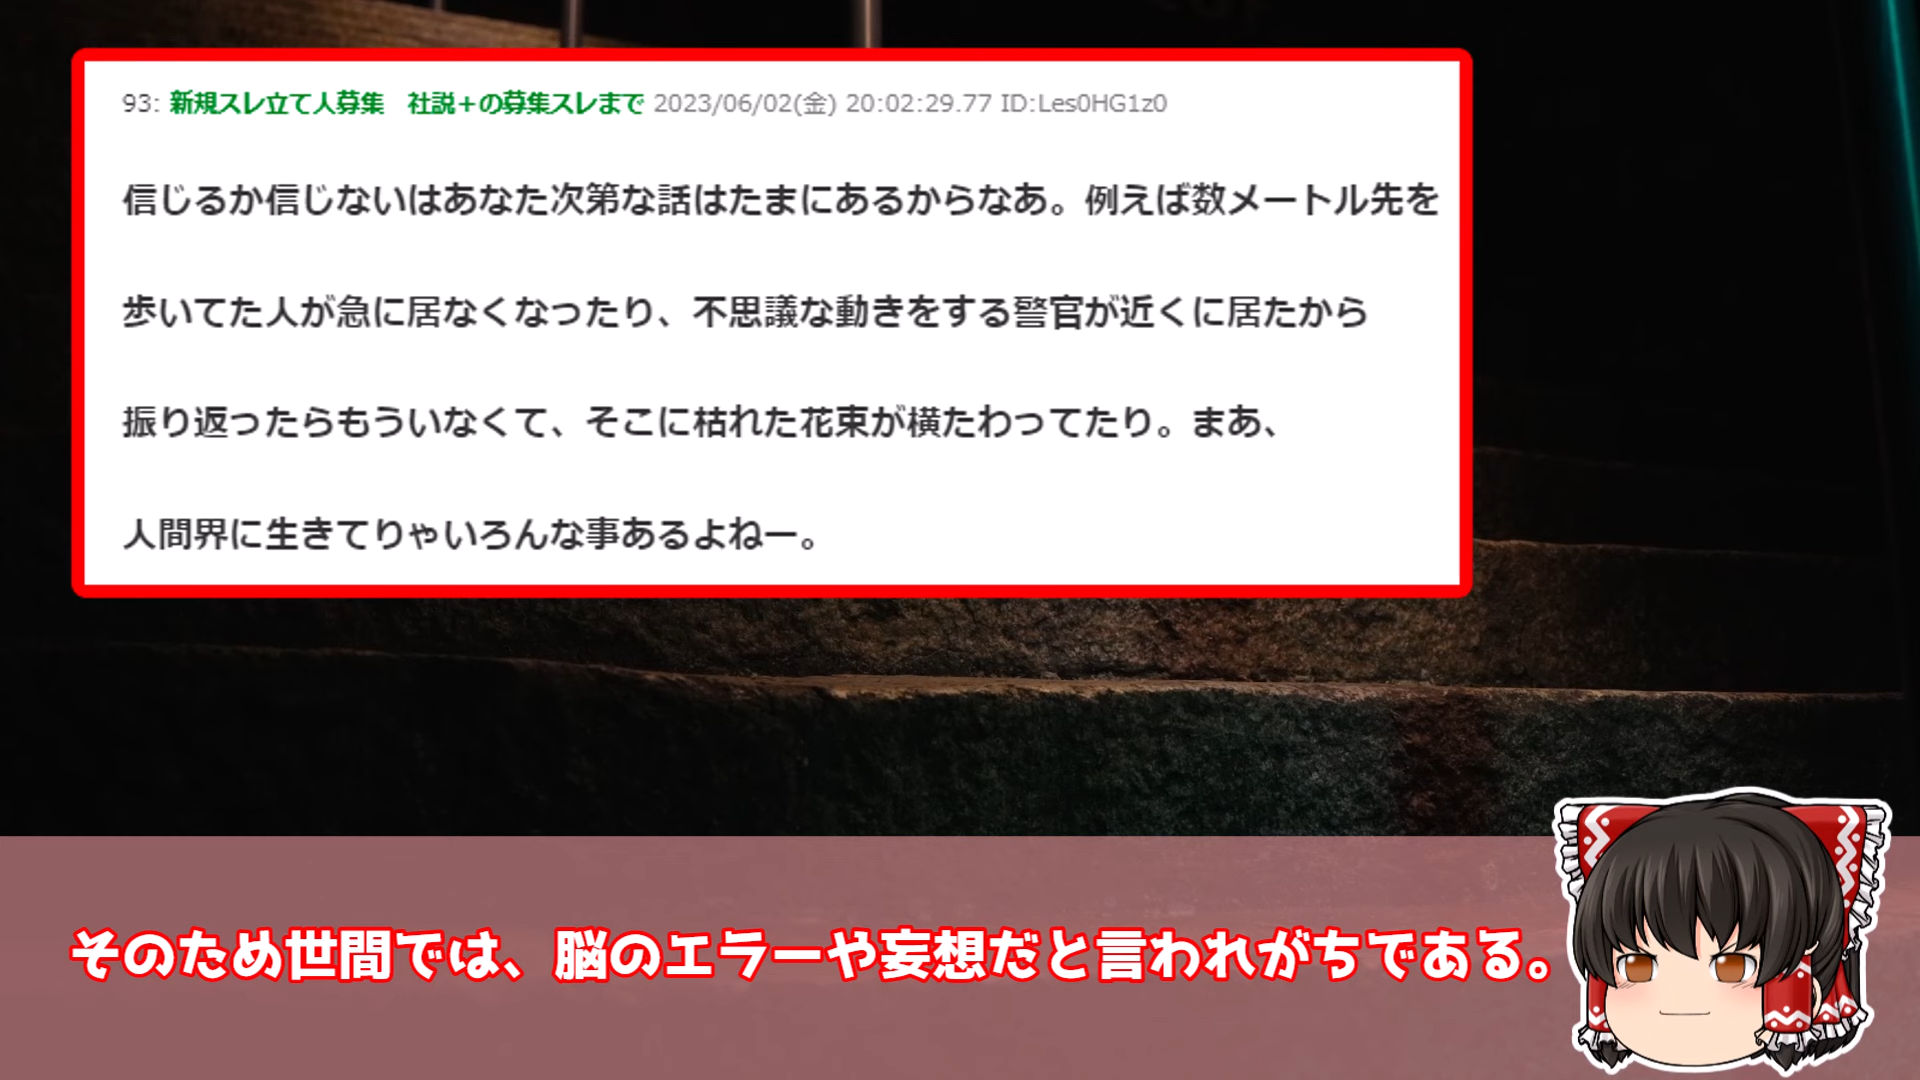 93: 新規スレ立て人募集　社説＋の募集スレまで 2023/06/02(金) 20:02:29.77 ID:Les0HG1z0
信じるか信じないはあなた次第な話はたまにあるからなあ。例えば数メートル先を
歩いてた人が急に居なくなったり、不思議な動きをする警官が近くに居たから
振り返ったらもういなくて、そこに枯れた花束が横たわってたり。まあ、
人間界に生きてりゃいろんな事あるよねー。
そのため世間では、脳のエラーや妄想だと言われがちである。